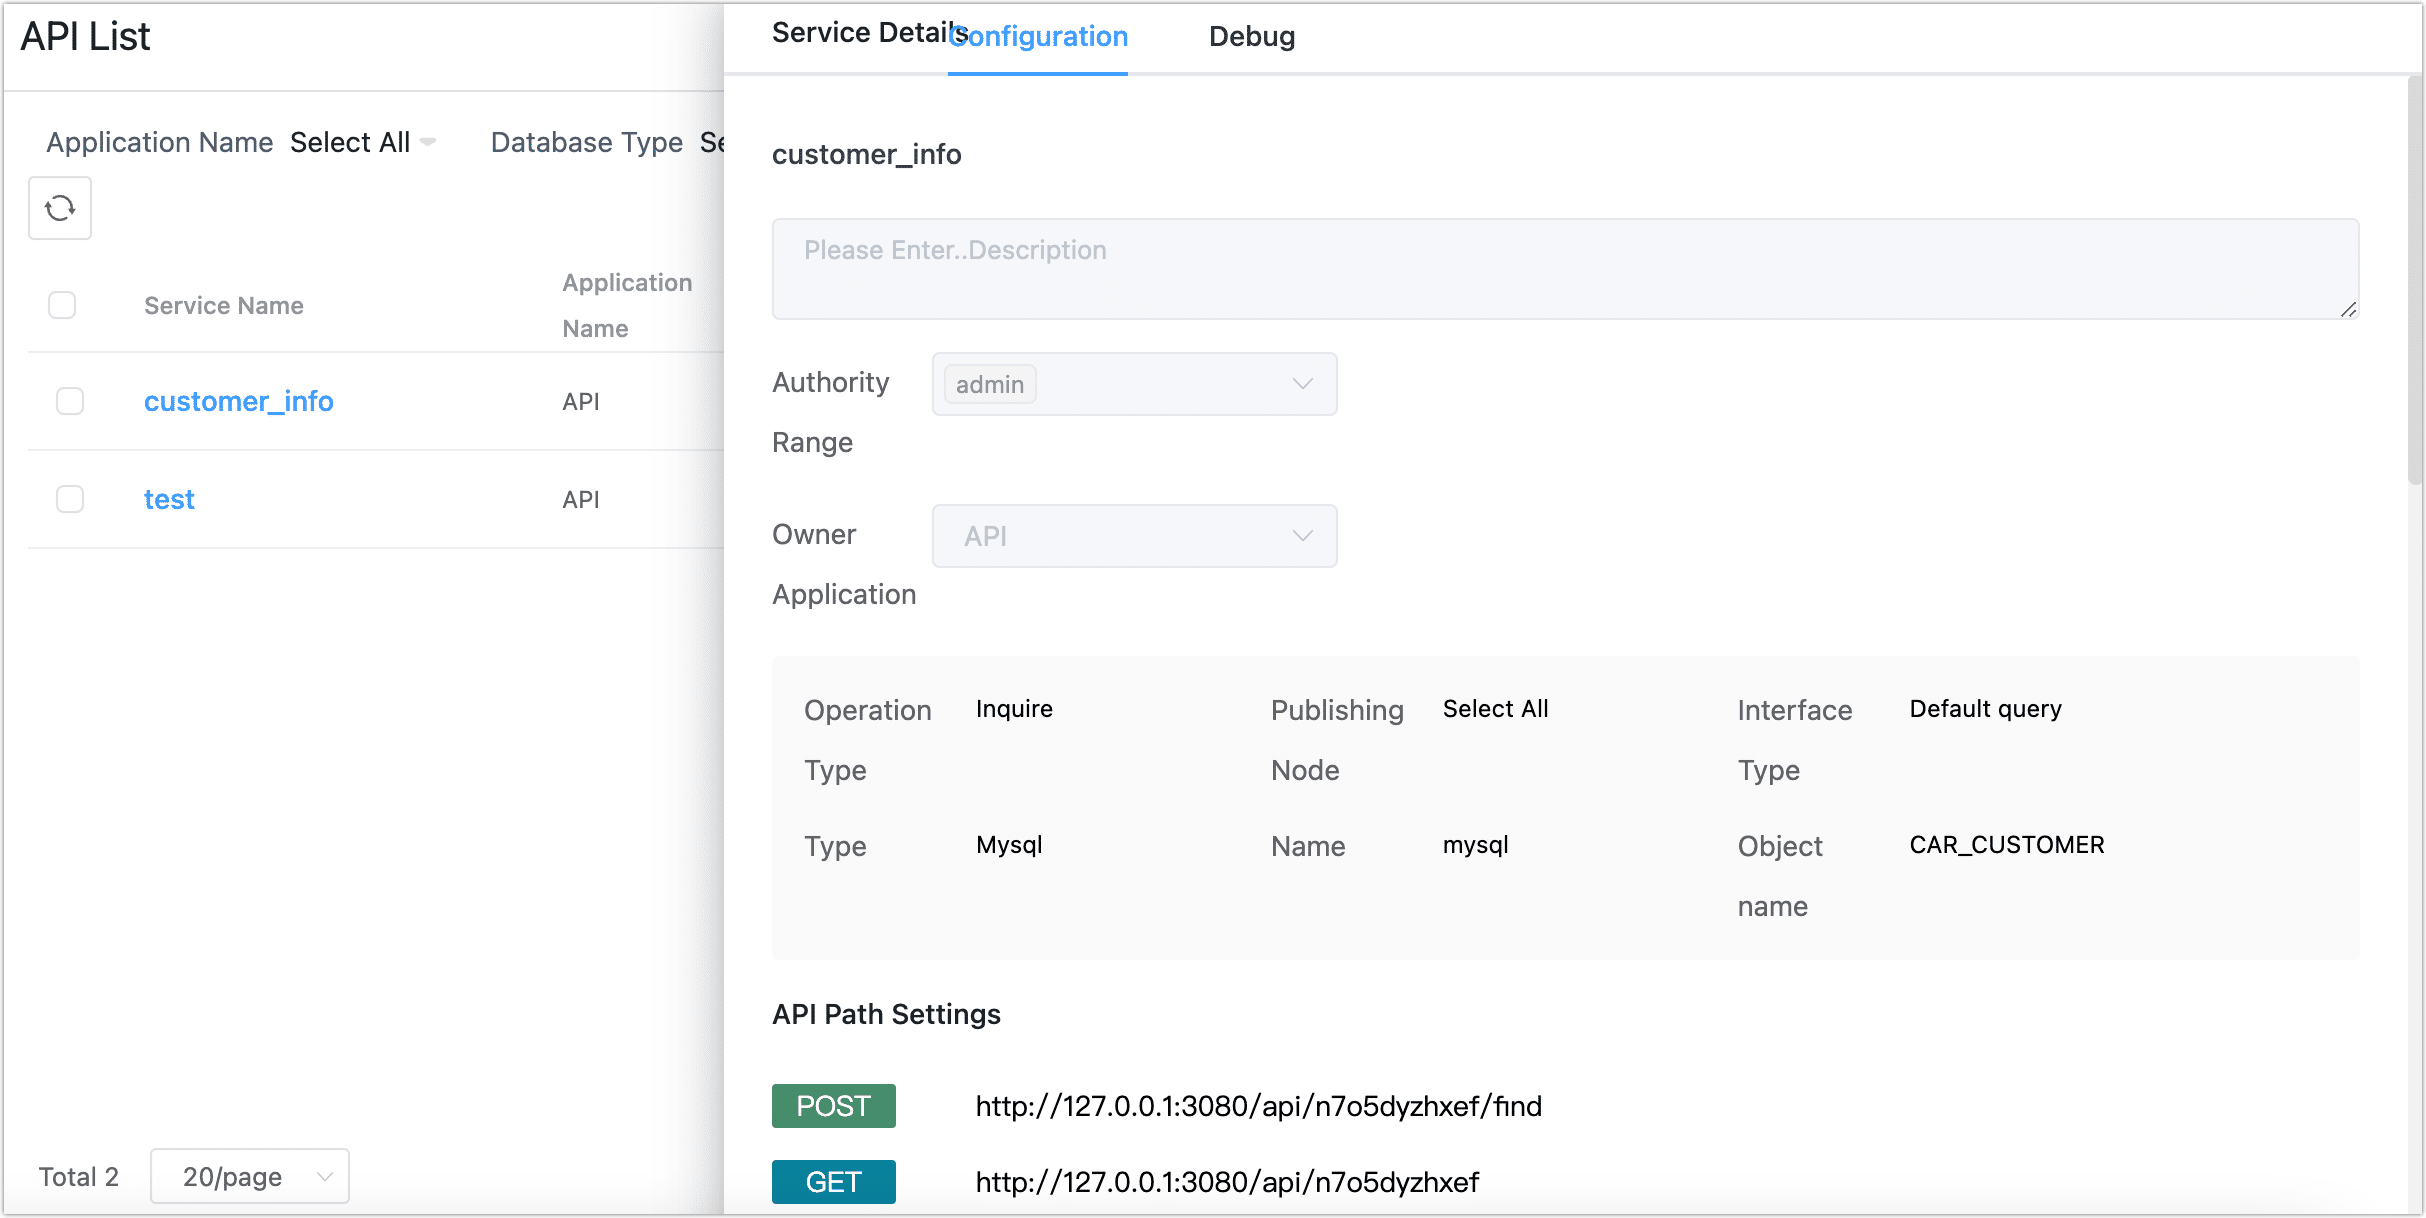 API List
Application Name Select All Database Type Se
Service Name Application
Name
customer_info API
test API
Total 2 20/page
Service Details Configuration Debug
customer_info
Please Enter..Description
Authority
Range admin
Owner
Application API
Operation
Type Inquire
Publishing
Node Select All
Interface
Type Default query
Type Mysql
Name mysql
Object
name CAR_CUSTOMER
API Path Settings
POST http://127.0.0.1:3080/api/n7o5dyzhxef/find
GET http://127.0.0.1:3080/api/n7o5dyzhxef